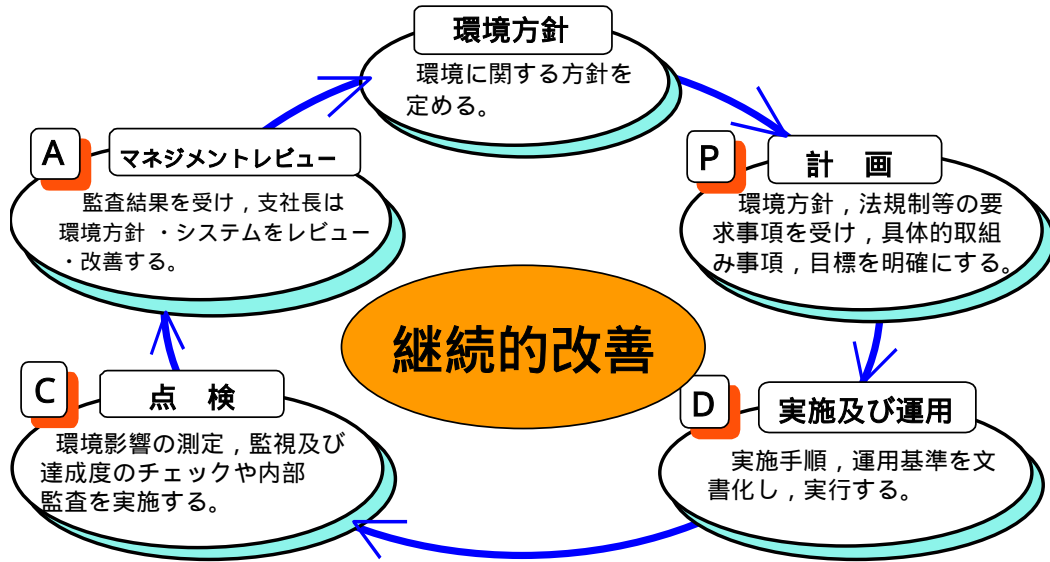 環境方針
環境に関する方針を
定める。
P
計　画
環境方針，法規制等の要
求事項を受け，具体的取組
み事項，目標を明確にする。
D
実施及び運用
実施手順，運用基準を文
書化し，実行する。
C
点　検
環境影響の測定，監視及び
達成度のチェックや内部
監査を実施する。
A
マネジメントレビュー
監査結果を受け，支社長は
環境方針・システムをレビュー
・改善する。
継続的改善